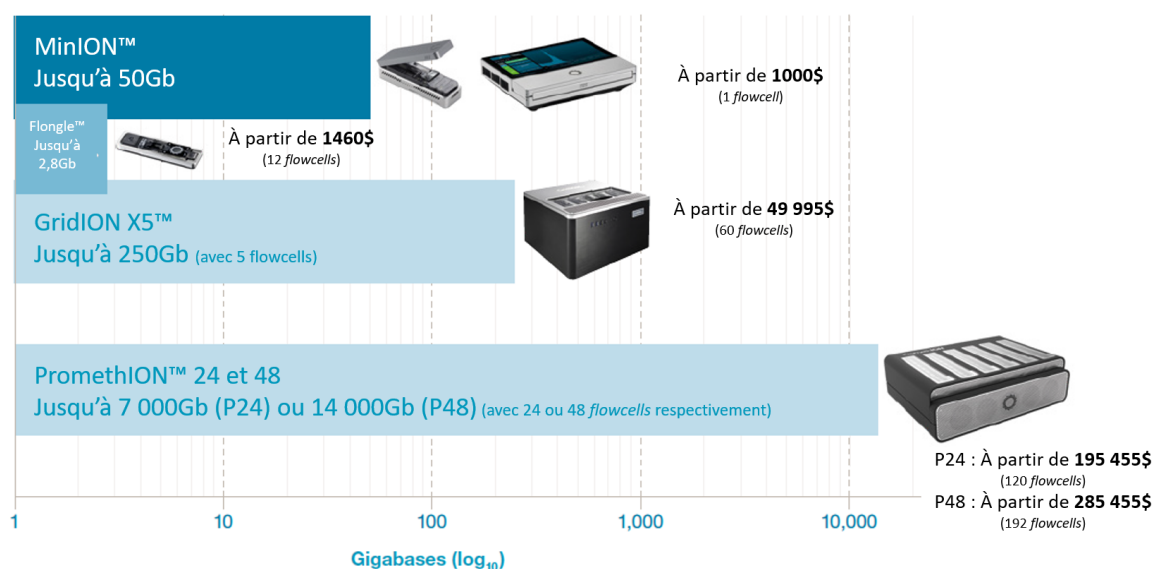 MinION™
Jusqu’à 50Gb
À partir de 1000$
(1 flowcell)
Flongle™
Jusqu’à
2,8Gb
À partir de 1460$
(12 flowcells)
GridION X5™
Jusqu’à 250Gb (avec 5 flowcells)
À partir de 49 995$
(60 flowcells)
PromethION™ 24 et 48
Jusqu’à 7 000Gb (P24) ou 14 000Gb (P48) (avec 24 ou 48 flowcells respectivement)
P24 : À partir de 195 455$
(120 flowcells)
P48 : À partir de 285 455$
(192 flowcells)
1 10 100 1,000 10,000
Gigabases (log10)